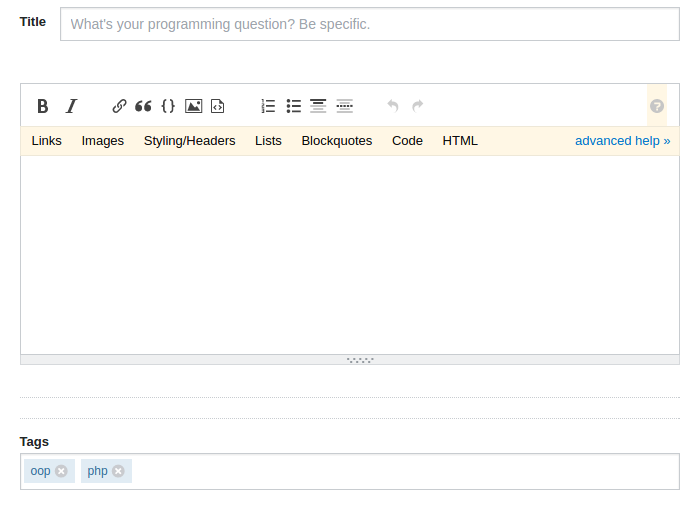 Title What's your programming question? Be specific.
B I
Links Images Styling/Headers Lists Blockquotes Code HTML advanced help »
Tags
oop php